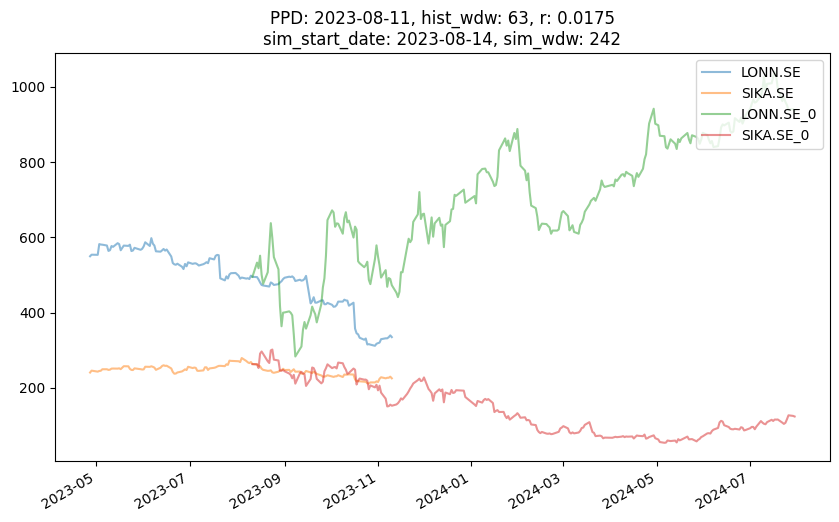 PPD: 2023-08-11, hist_wdw: 63, r: 0.0175
sim_start_date: 2023-08-14, sim_wdw: 242
LONN.SE
SIKA.SE
LONN.SE_0
SIKA.SE_0
1000
800
600
400
200
2023-05
2023-07
2023-09
2023-11
2024-01
2024-03
2024-05
2024-07